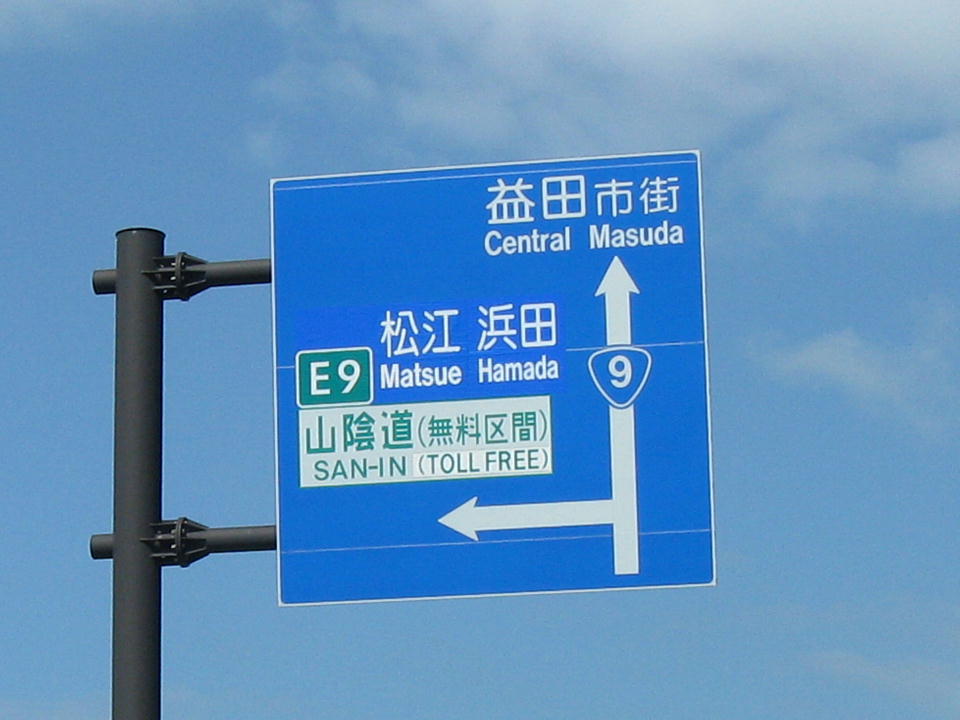 益田市街
Central Masuda
松江 浜田
E9 Matsue Hamada
9
山陰道(無料区間)
SAN-IN (TOLL FREE)